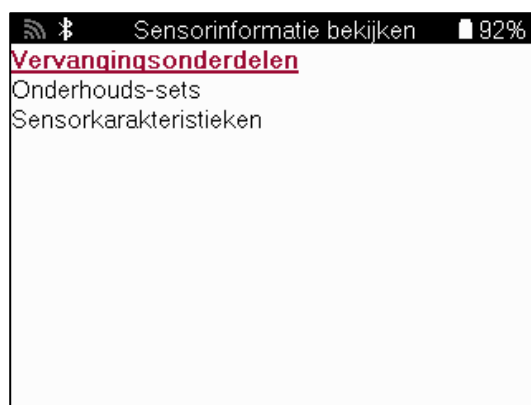 Sensorinformatie bekijken 92%
Vervangingsonderdelen
Onderhouds-sets
Sensorkarakteristieken